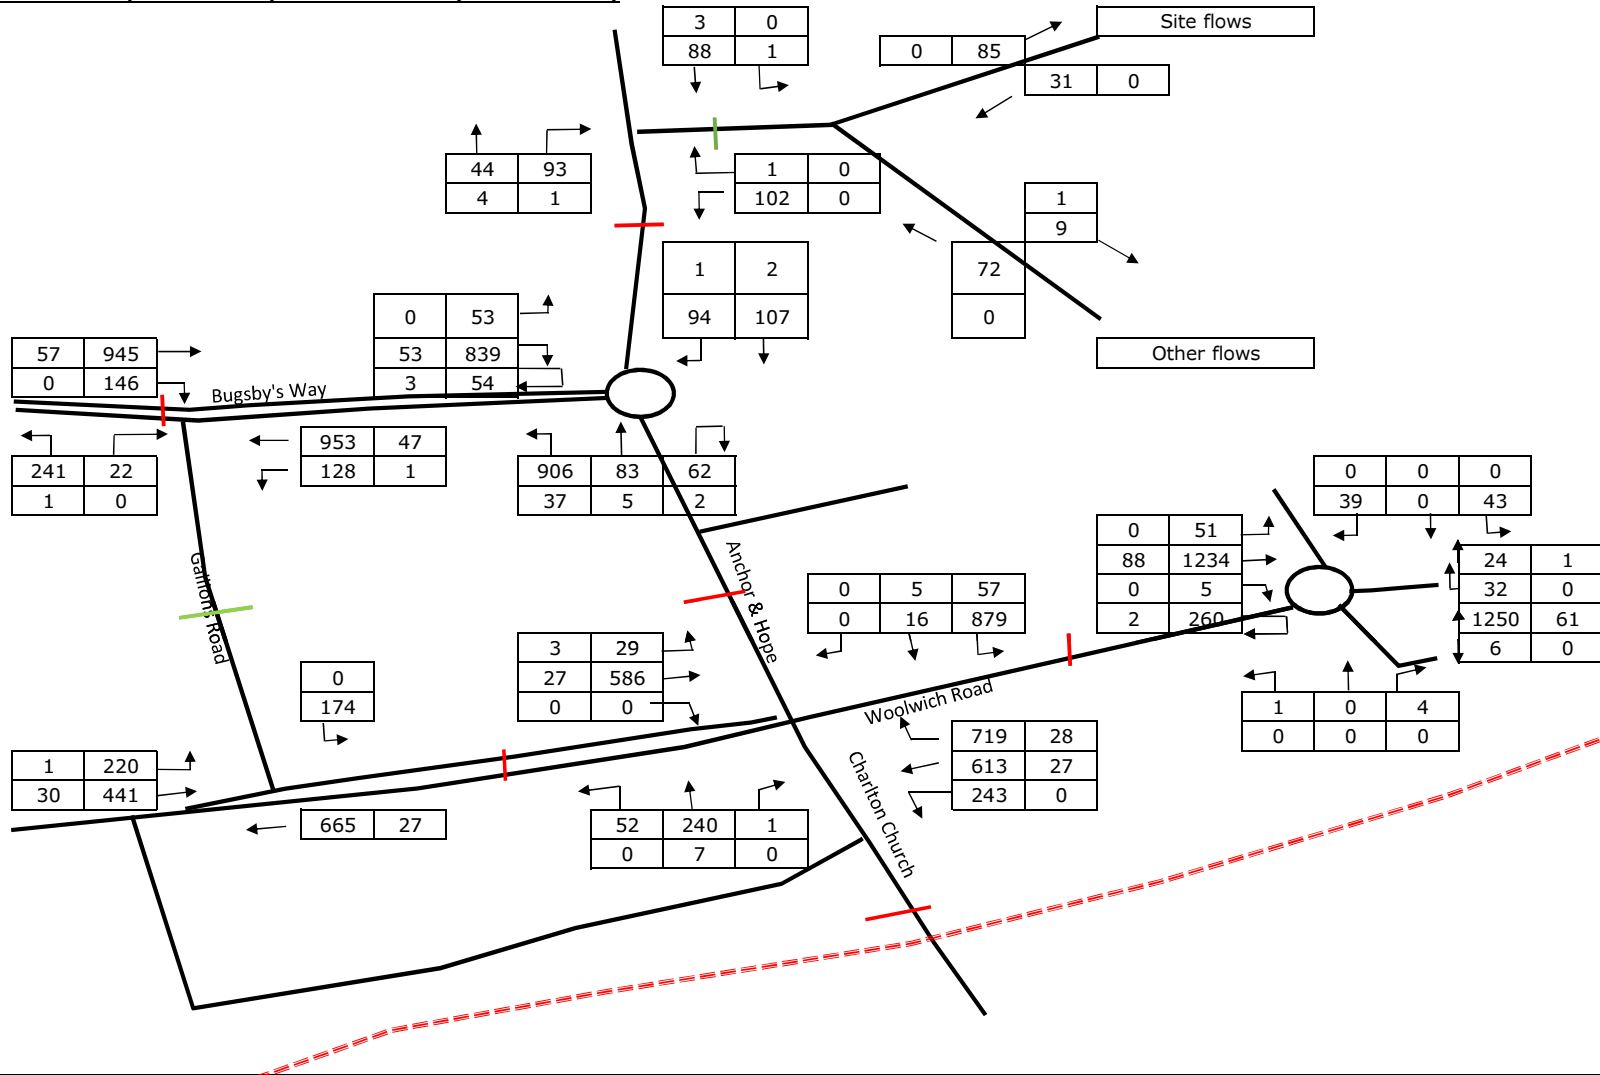 3 0
88 1
Site flows
0 85
31 0
44 93
4 1
1 0
102 0
1
9
1 2
94 107
72
0
0 53
53 839
3 54
57 945
0 146
Other flows
Bugsby's Way
241 22
1 0
953 47
128 1
906 83 62
37 5 2
0 0 0
39 0 43
0 51
88 1234
0 5
2 260
24 1
32 0
1250 61
6 0
Gallions Road
Anchor & Hope
0 5 57
0 16 879
3 29
27 586
0 0
0
174
Woolwich Road
1 0 4
0 0 0
719 28
613 27
243 0
1 220
30 441
665 27
52 240 1
0 7 0
Charlton Church